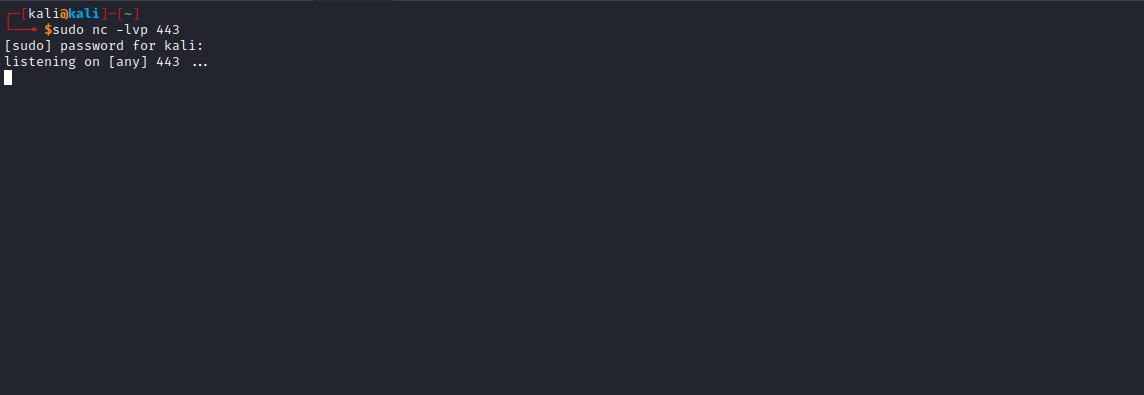 ┌─[kali@kali]─[~]
└──╼ $sudo nc -lvp 443
[sudo] password for kali:
listening on [any] 443 ...